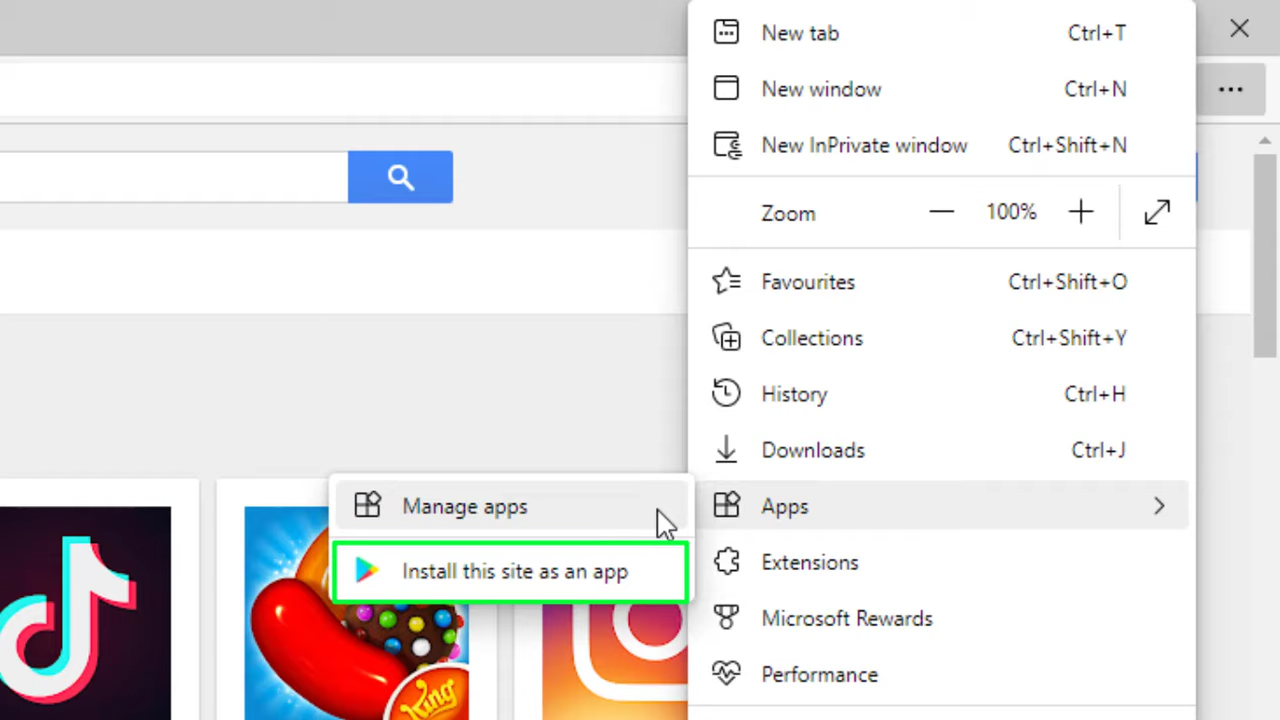 New tab Ctrl+T
New window Ctrl+N
New InPrivate window Ctrl+Shift+N
Zoom 100%
Favourites Ctrl+Shift+O
Collections Ctrl+Shift+Y
History Ctrl+H
Downloads Ctrl+J
Apps
Manage apps
Install this site as an app
Extensions
Microsoft Rewards
Performance
King